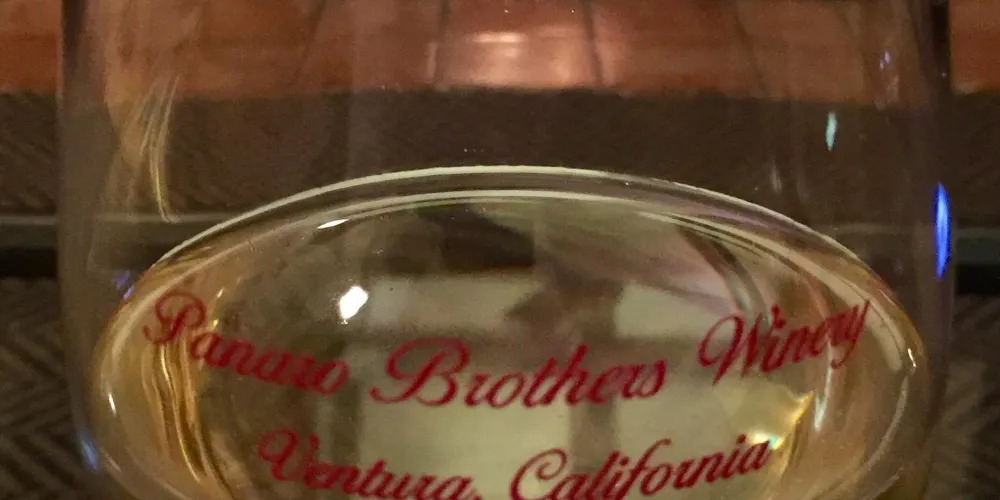 Panaro Brothers Winery
Ventura, California